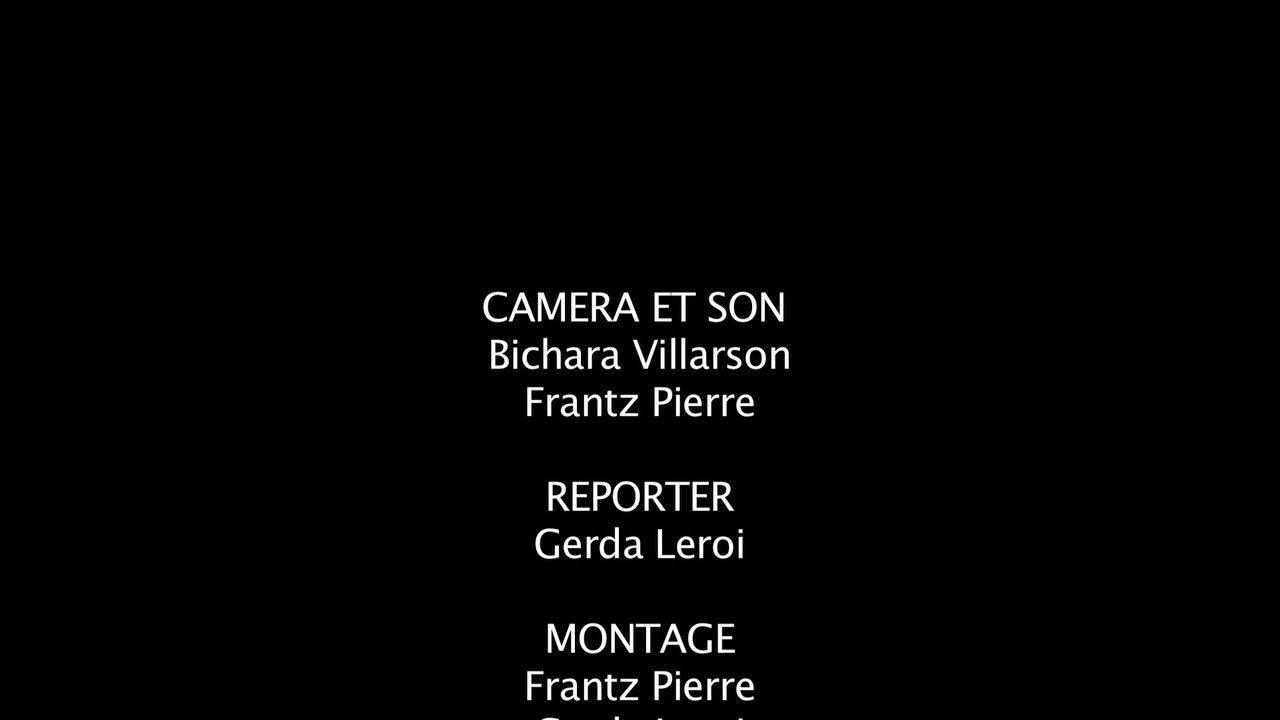 CAMERA ET SON
Bichara Villarson
Frantz Pierre
REPORTER
Gerda Leroi
MONTAGE
Frantz Pierre